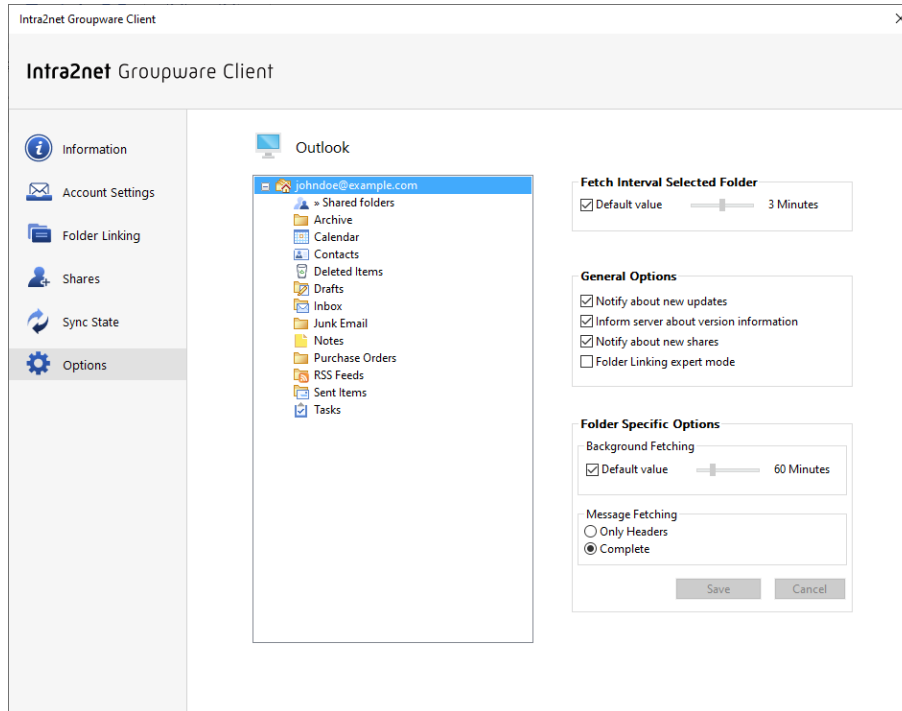 Intra2net Groupware Client
Intra2net Groupware Client
Information
Account Settings
Folder Linking
Shares
Sync State
Options
Outlook
johndoe@example.com
» Shared folders
Archive
Calendar
Contacts
Deleted Items
Drafts
Inbox
Junk Email
Notes
Purchase Orders
RSS Feeds
Sent Items
Tasks
Fetch Interval Selected Folder
Default value 3 Minutes
General Options
Notify about new updates
Inform server about version information
Notify about new shares
Folder Linking expert mode
Folder Specific Options
Background Fetching
Default value 60 Minutes
Message Fetching
Only Headers
Complete
Save Cancel